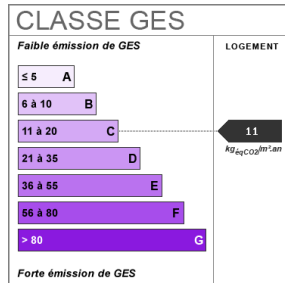 CLASSE GES
Faible émission de GES
LOGEMENT
≤ 5 A
6 à 10 B
11 à 20 C
11
kgéqCO2/m².an
21 à 35 D
36 à 55 E
56 à 80 F
> 80 G
Forte émission de GES